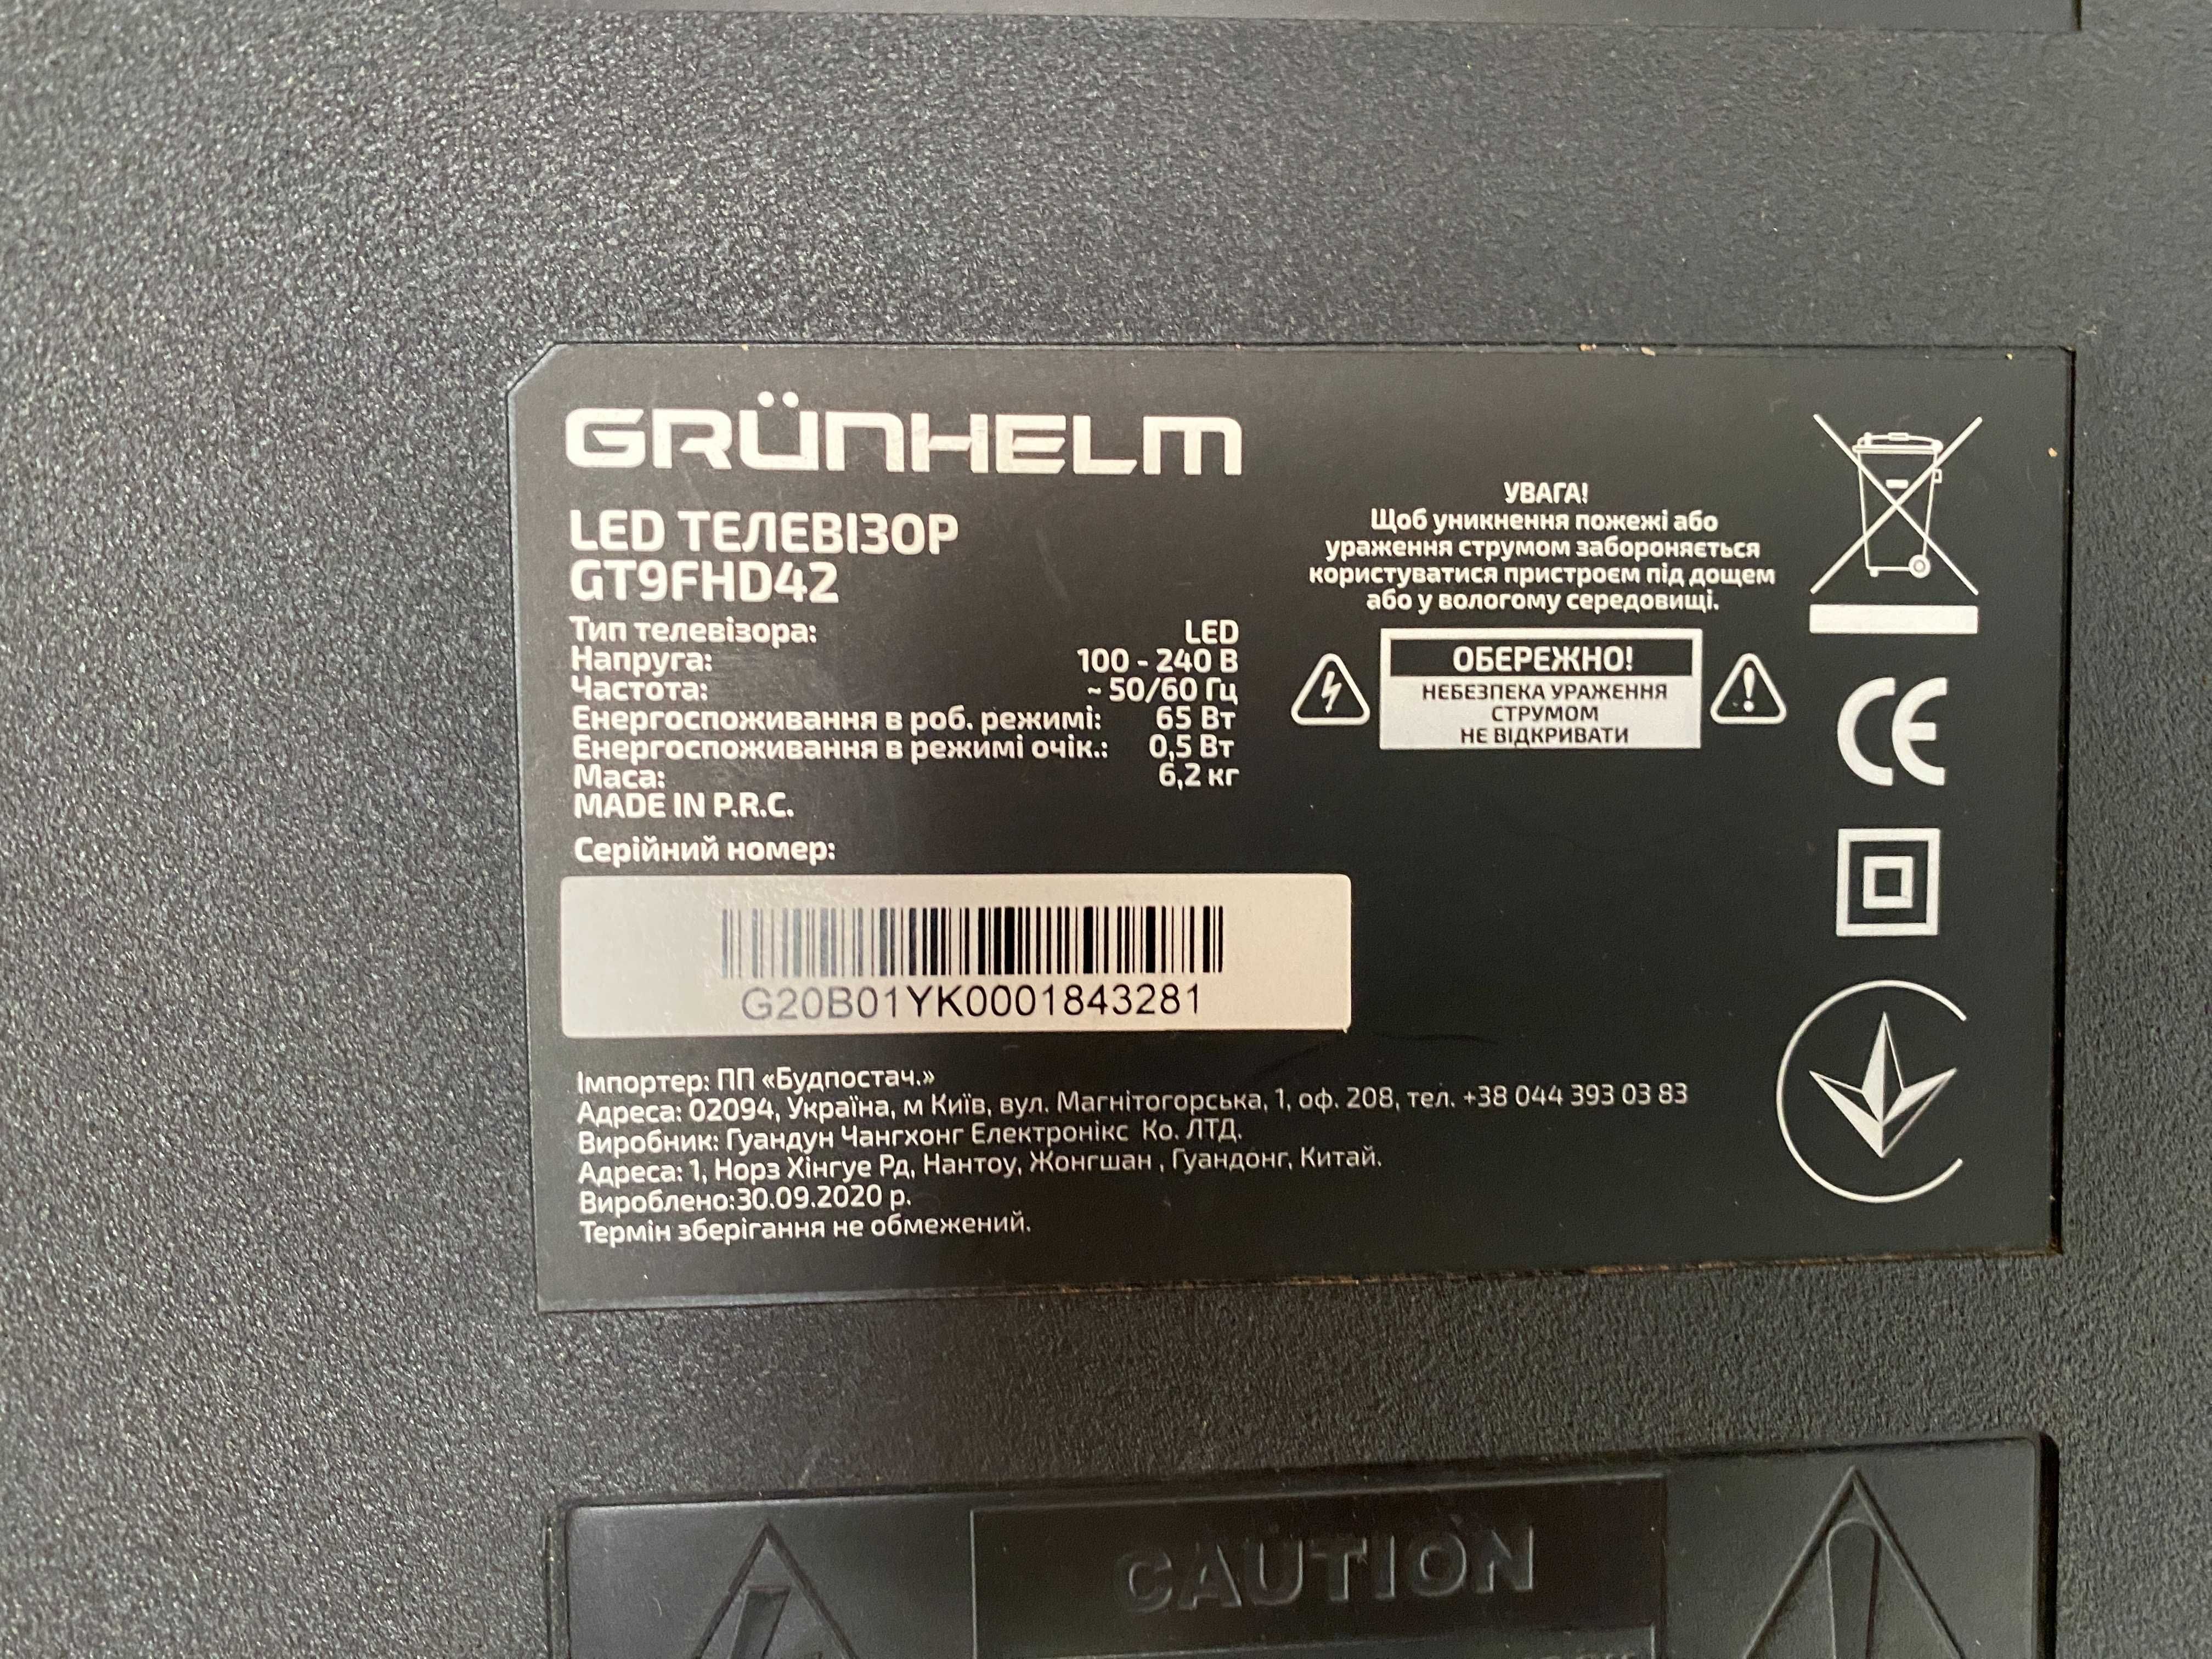 GRÜNHELM
LED ТЕЛЕВІЗОР
GT9FHD42
Тип телевізора: LED
Напруга: 100 - 240 В
Частота: ~ 50/60 Гц
Енергоспоживання в роб. режимі: 65 Вт
Енергоспоживання в режимі очік.: 0,5 Вт
Маса: 6,2 кг
MADE IN P.R.C.
Серійний номер:
G20B01YK0001843281
Імпортер: ПП «Будпостач.»
Адреса: 02094, Україна, м Київ, вул. Магнітогорська, 1, оф. 208, тел. +38 044 393 03 83
Виробник: Гуандун Чангхонг Електронікс Ко. ЛТД.
Адреса: 1, Норз Хінгуе Рд, Нантоу, Жонгшан , Гуандонг, Китай.
Вироблено:30.09.2020 р.
Термін зберігання не обмежений.
УВАГА!
Щоб уникнення пожежі або
ураження струмом забороняється
користуватися пристроєм під дощем
або у вологому середовищі.
ОБЕРЕЖНО!
НЕБЕЗПЕКА УРАЖЕННЯ
СТРУМОМ
НЕ ВІДКРИВАТИ
CE
CAUTION